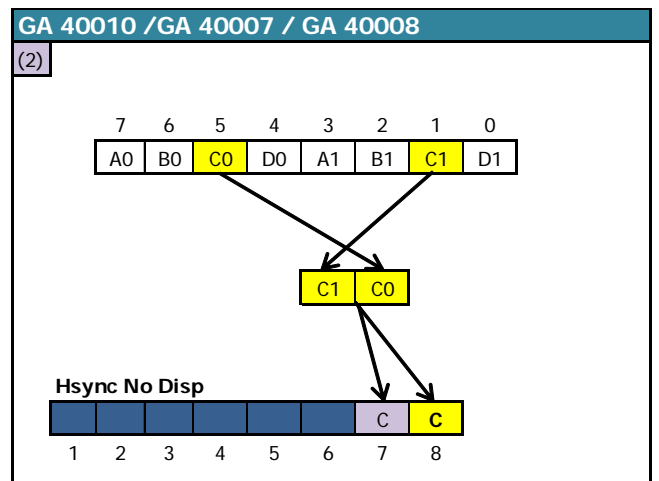 GA 40010 /GA 40007 / GA 40008
(2)
7 6 5 4 3 2 1 0
A0 B0 C0 D0 A1 B1 C1 D1
C1 C0
Hsync No Disp
C C
1 2 3 4 5 6 7 8